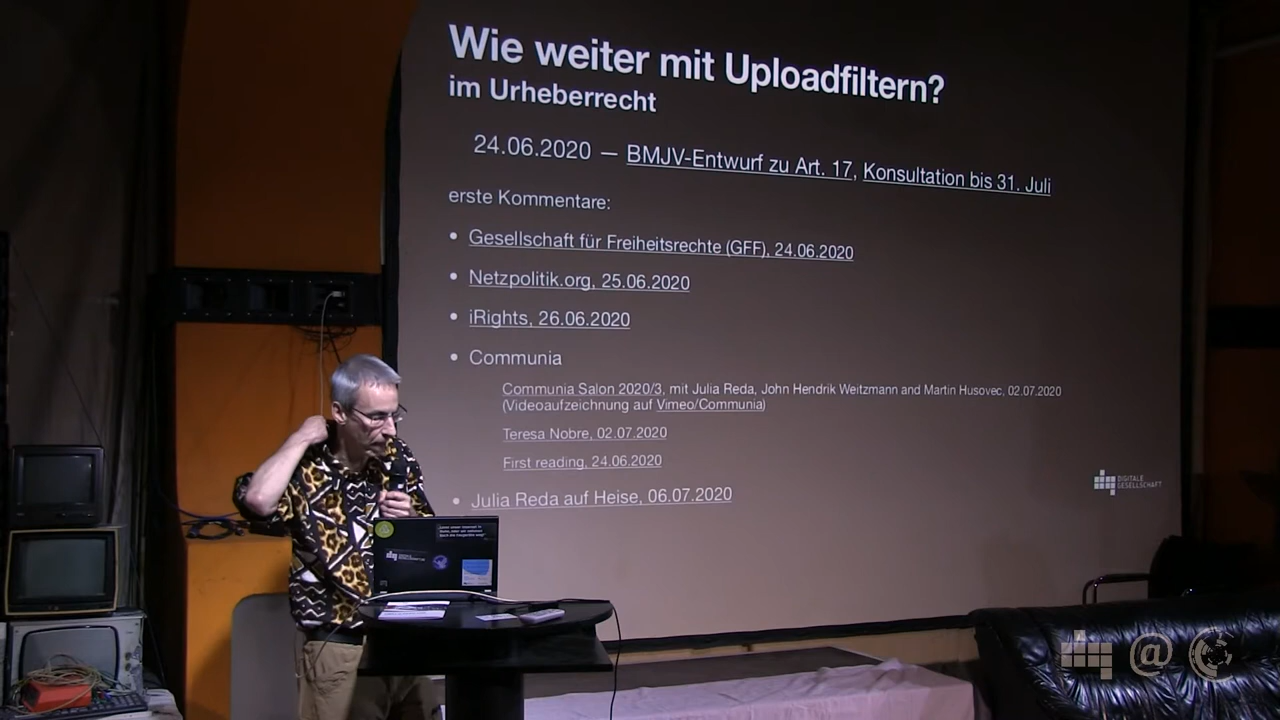 Wie weiter mit Uploadfiltern?
im Urheberrecht
24.06.2020 — BMJV-Entwurf zu Art. 17, Konsultation bis 31. Juli
erste Kommentare:
• Gesellschaft für Freiheitsrechte (GFF), 24.06.2020
• Netzpolitik.org, 25.06.2020
• iRights, 26.06.2020
• Communia
Communia Salon 2020/3, mit Julia Reda, John Hendrik Weitzmann and Martin Husovec, 02.07.2020
(Videoaufzeichnung auf Vimeo/Communia)
Teresa Nobre, 02.07.2020
First reading, 24.06.2020
• Julia Reda auf Heise, 06.07.2020
DIGITALE
GESELLSCHAFT
@